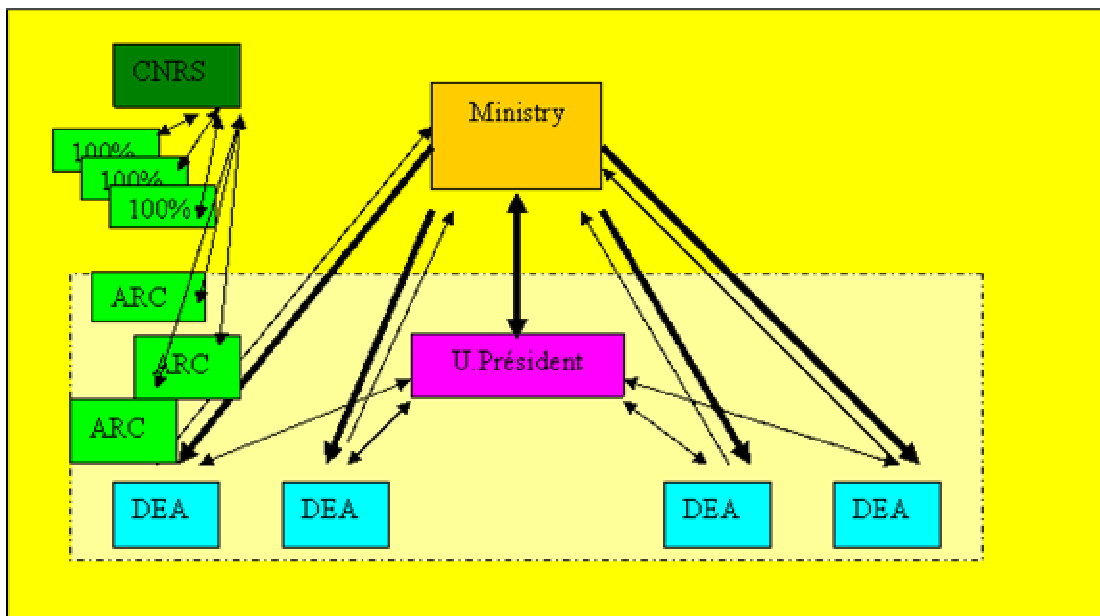 CNRS
Ministry
100%
100%
100%
ARC
ARC
U.Président
ARC
DEA
DEA
DEA
DEA